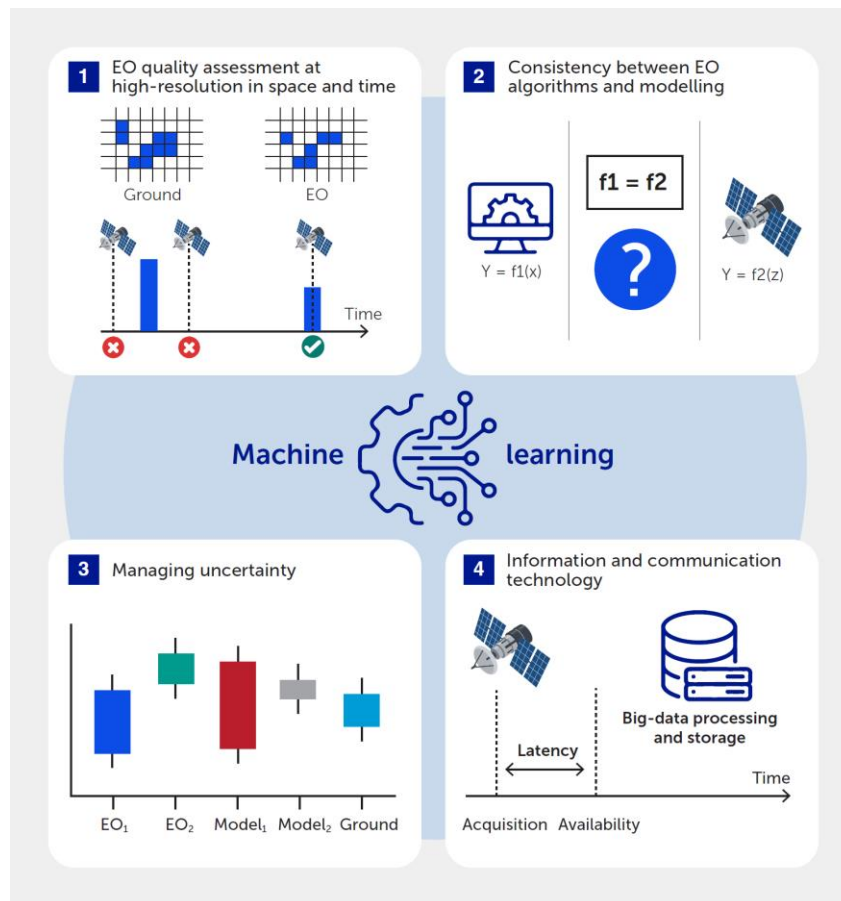 1
EO quality assessment at
high-resolution in space and time
Ground
EO
Time
2
Consistency between EO
algorithms and modelling
f1 = f2
?
Y = f1(x)
Y = f2(z)
Machine learning
3
Managing uncertainty
EO₁ EO₂ Model₁ Model₂ Ground
4
Information and communication
technology
Big-data processing
and storage
Latency
Time
Acquisition Availability